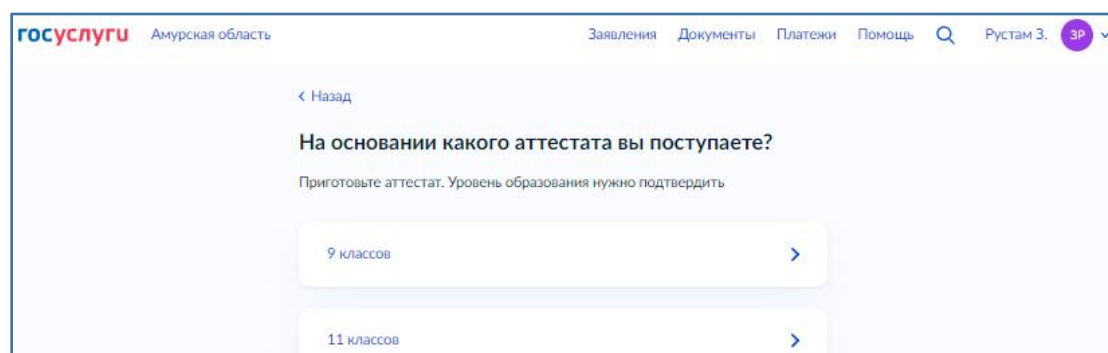 госуслуги Амурская область Заявления Документы Платежи Помощь Рустам З. ЗР
Назад
На основании какого аттестата вы поступаете?
Приготовьте аттестат. Уровень образования нужно подтвердить
9 классов
11 классов